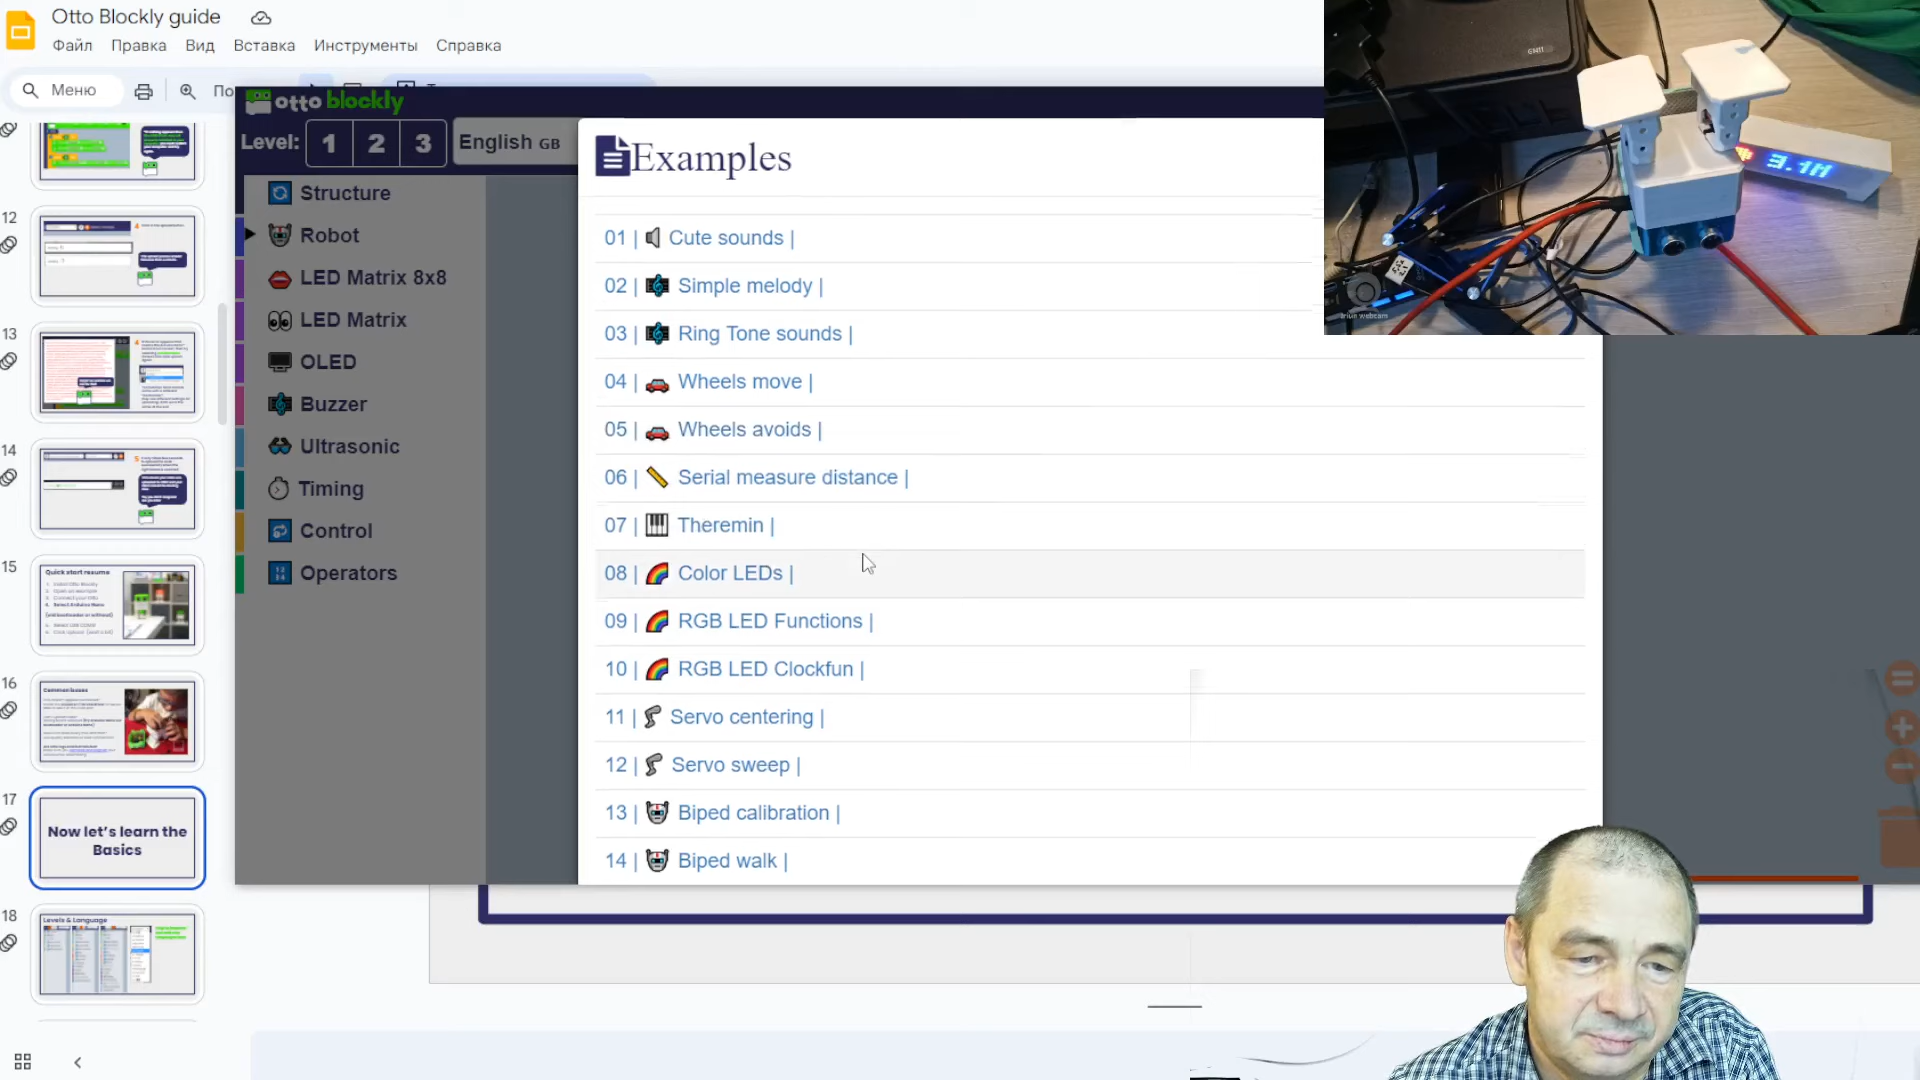 Otto Blockly guide
Файл Правка Вид Вставка Инструменты Справка
Меню
По
otto blockly
Level: 1 2 3 English GB
Structure
Robot
LED Matrix 8x8
LED Matrix
OLED
Buzzer
Ultrasonic
Timing
Control
Operators
Examples
01 | Cute sounds |
02 | Simple melody |
03 | Ring Tone sounds |
04 | Wheels move |
05 | Wheels avoids |
06 | Serial measure distance |
07 | Theremin |
08 | Color LEDs |
09 | RGB LED Functions |
10 | RGB LED Clockfun |
11 | Servo centering |
12 | Servo sweep |
13 | Biped calibration |
14 | Biped walk |
12
13
14
15
Quick start resume
16
Common issues
17
Now let's learn the
Basics
18
Levels & Language
3.1H